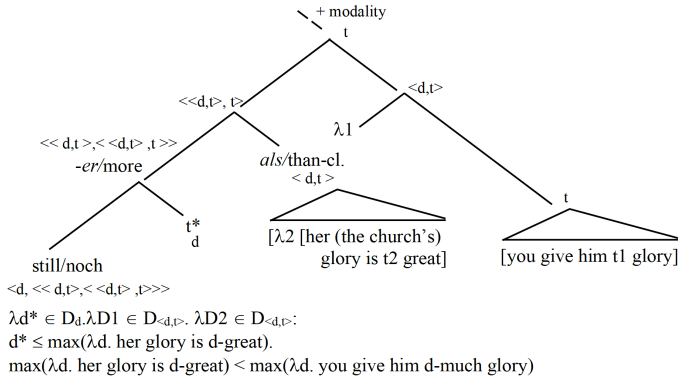 + modality
t
<<d,t>, t>
<d,t>
λ1
<< d,t >,< <d,t> ,t >>
-er/more
als/than-cl.
< d,t >
t
t*
d
[λ2 [her (the church's)
glory is t2 great]
[you give him t1 glory]
still/noch
<d, << d,t>,< <d,t> ,t>>>
λd* ∈ Dd.λD1 ∈ D<d,t>. λD2 ∈ D<d,t>:
d* ≤ max(λd. her glory is d-great).
max(λd. her glory is d-great) < max(λd. you give him d-much glory)